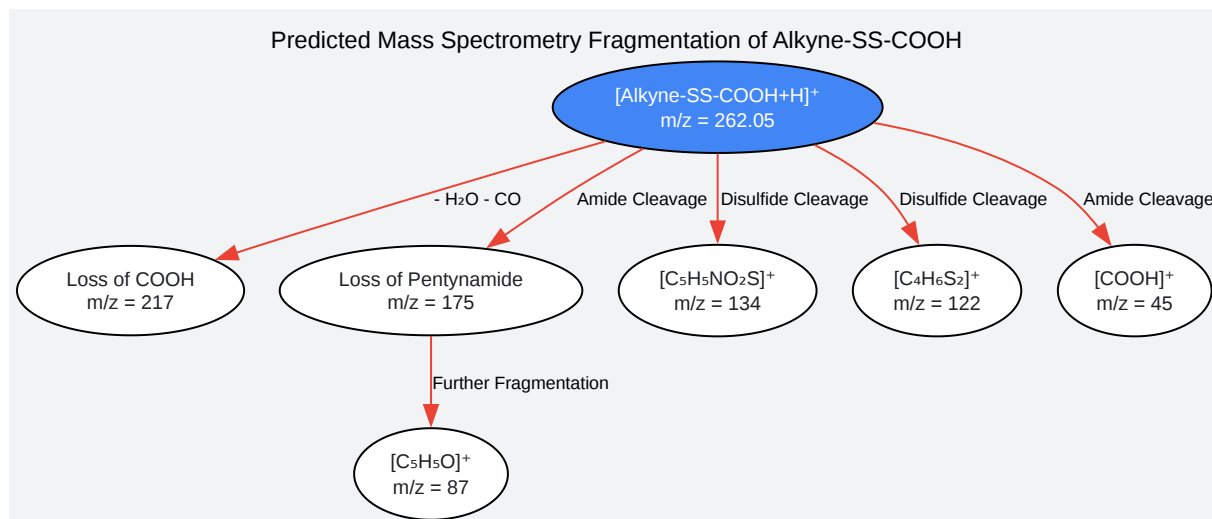 Predicted Mass Spectrometry Fragmentation of Alkyne-SS-COOH
[Alkyne-SS-COOH+H]⁺
m/z = 262.05
- H₂O - CO
Amide Cleavage
Disulfide Cleavage
Disulfide Cleavage
Amide Cleavage
Loss of COOH
m/z = 217
Loss of Pentynamide
m/z = 175
[C₅H₅NO₂S]⁺
m/z = 134
[C₄H₆S₂]⁺
m/z = 122
[COOH]⁺
m/z = 45
Further Fragmentation
[C₅H₅O]⁺
m/z = 87